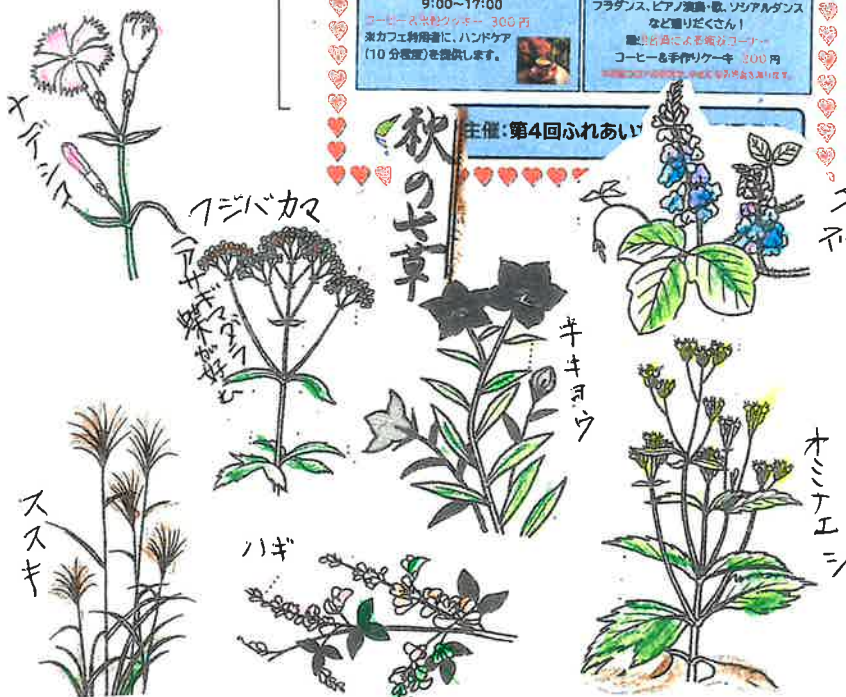 9:00~17:00
コーヒー&米粉クッキー 300円
※カフェ利用者に、ハンドケア
(10分程度)を提供します。
フラダンス、ピアノ演奏・歌、ソシアルダンス
など盛りだくさん!
コーヒー&手作りケーキ 300円
主催:第4回ふれあい
秋の七草
ナデシコ
フジバカマ
アサギマダラ
蝶が好む
キキョウ
オミナエシ
ススキ
ハギ